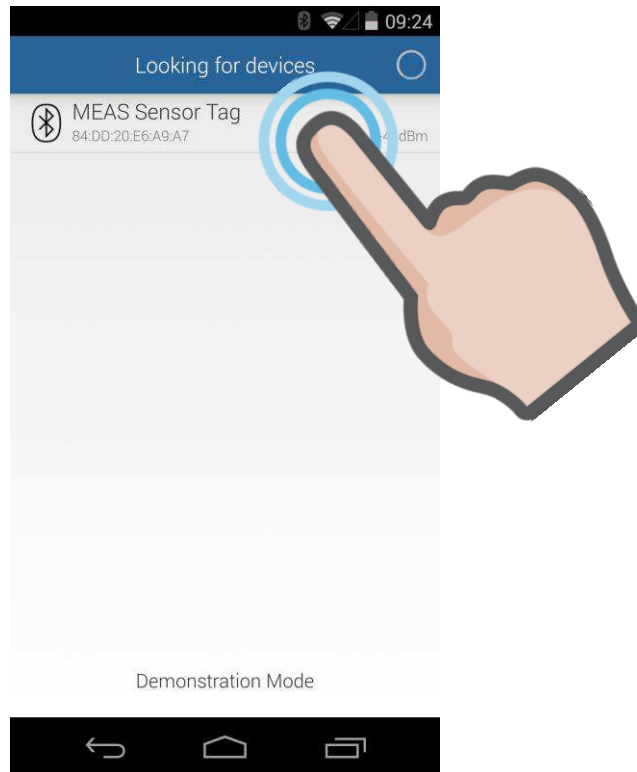 09:24
Looking for devices
MEAS Sensor Tag
84:DD:20:E6:A9:A7
dBm
Demonstration Mode